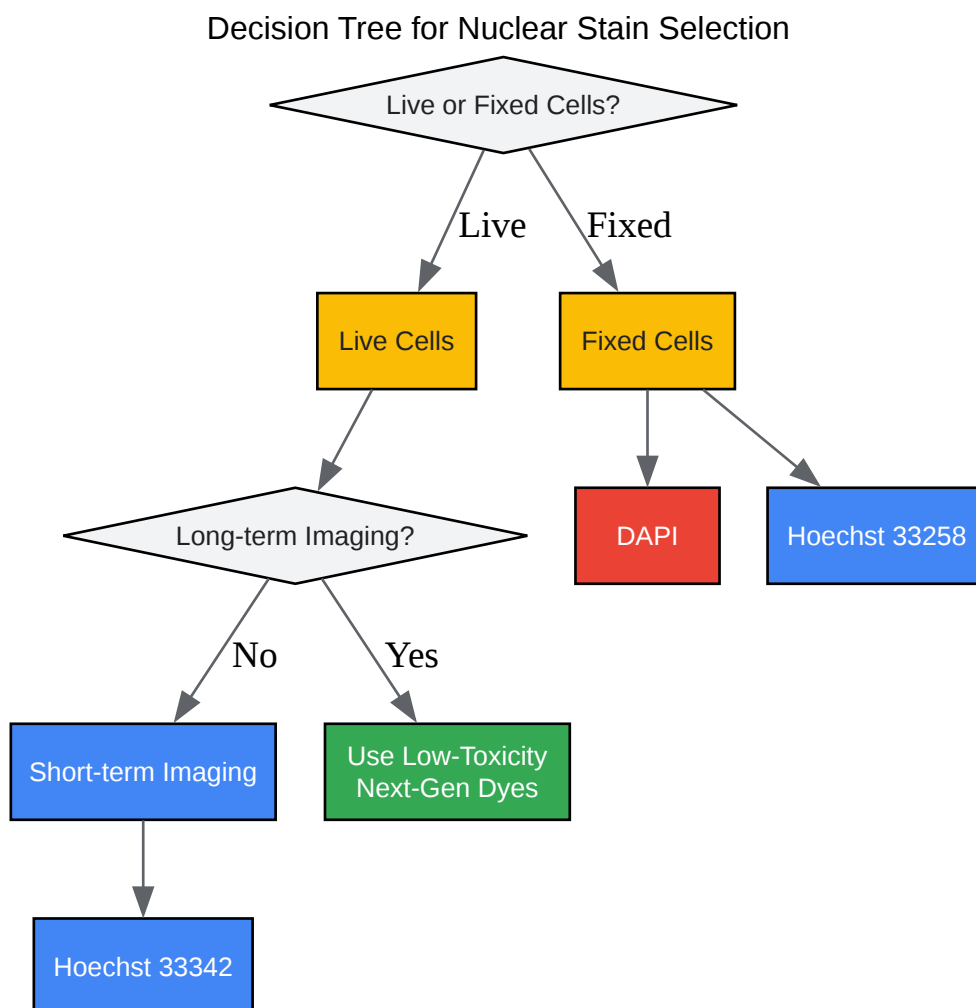 Decision Tree for Nuclear Stain Selection
Live or Fixed Cells?
Live
Fixed
Live Cells
Fixed Cells
Long-term Imaging?
DAPI
Hoechst 33258
No
Yes
Short-term Imaging
Use Low-Toxicity
Next-Gen Dyes
Hoechst 33342